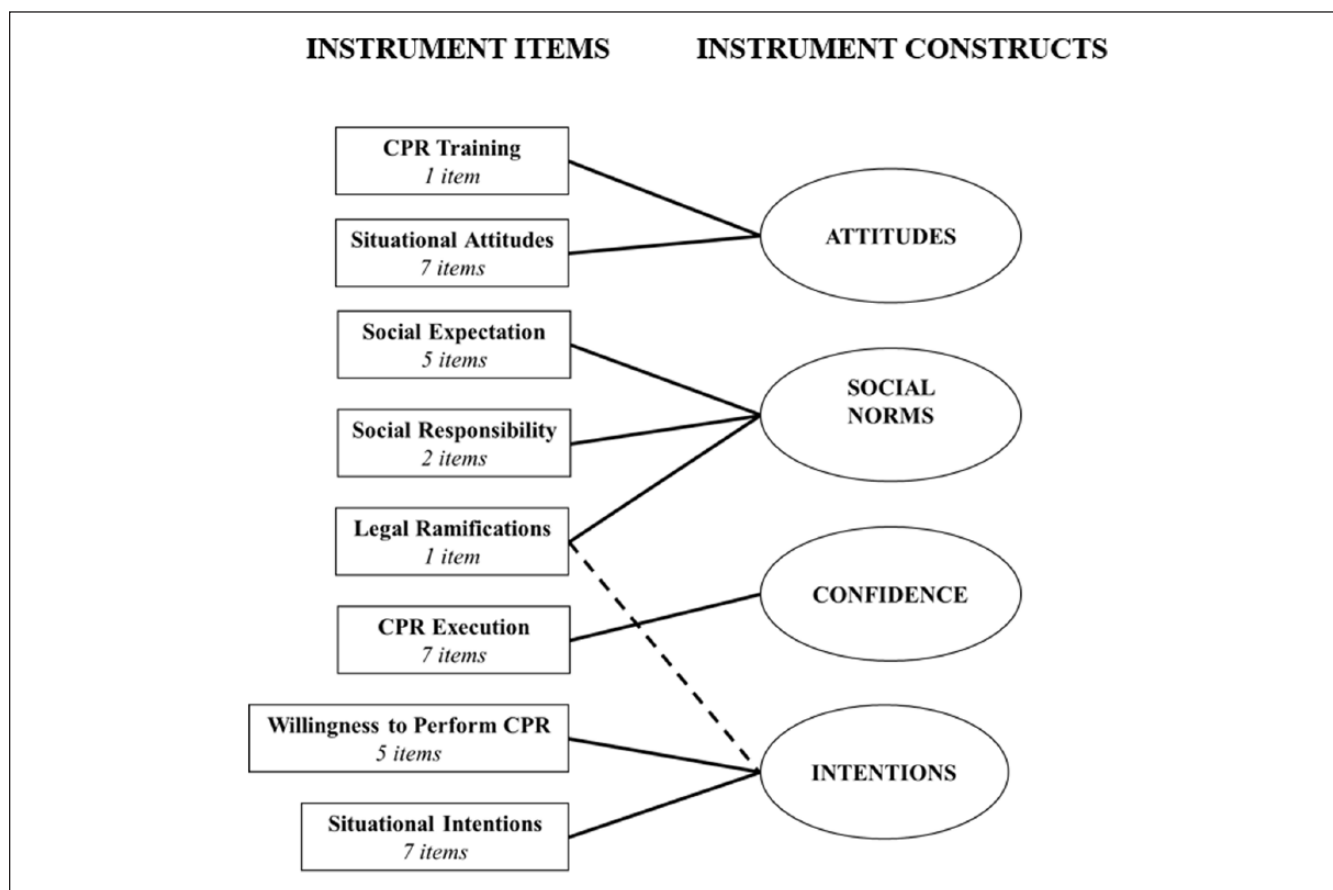 INSTRUMENT ITEMS
INSTRUMENT CONSTRUCTS
CPR Training
1 item
Situational Attitudes
7 items
ATTITUDES
Social Expectation
5 items
Social Responsibility
2 items
Legal Ramifications
1 item
SOCIAL
NORMS
CPR Execution
7 items
CONFIDENCE
Willingness to Perform CPR
5 items
Situational Intentions
7 items
INTENTIONS